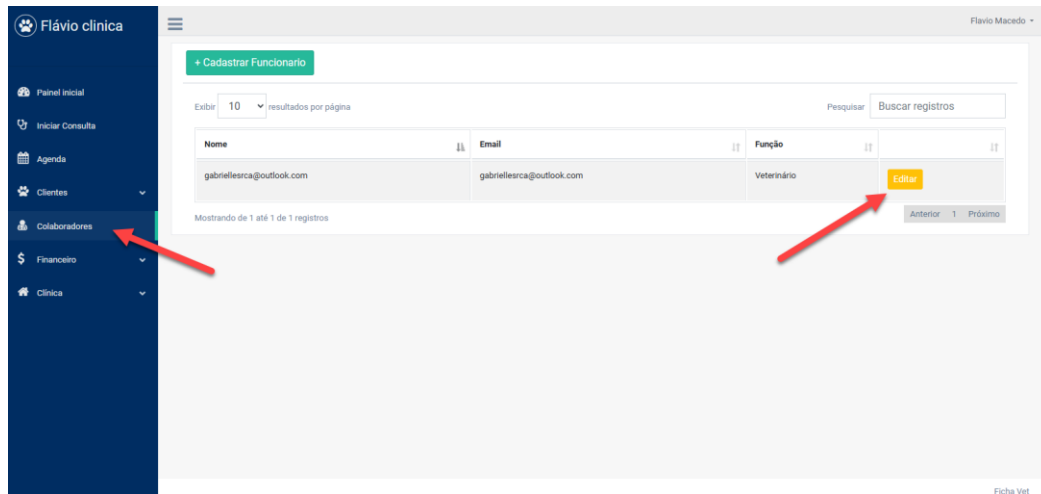 Flávio clinica
Flavio Macedo
Painel inicial
Iniciar Consulta
Agenda
Clientes
Colaboradores
Financeiro
Clínica
+ Cadastrar Funcionario
Exibir 10 resultados por página
Pesquisar Buscar registros
Nome Email Função
gabriellesrca@outlook.com gabriellesrca@outlook.com Veterinário Editar
Mostrando de 1 até 1 de 1 registros
Anterior 1 Próximo
Ficha Vet